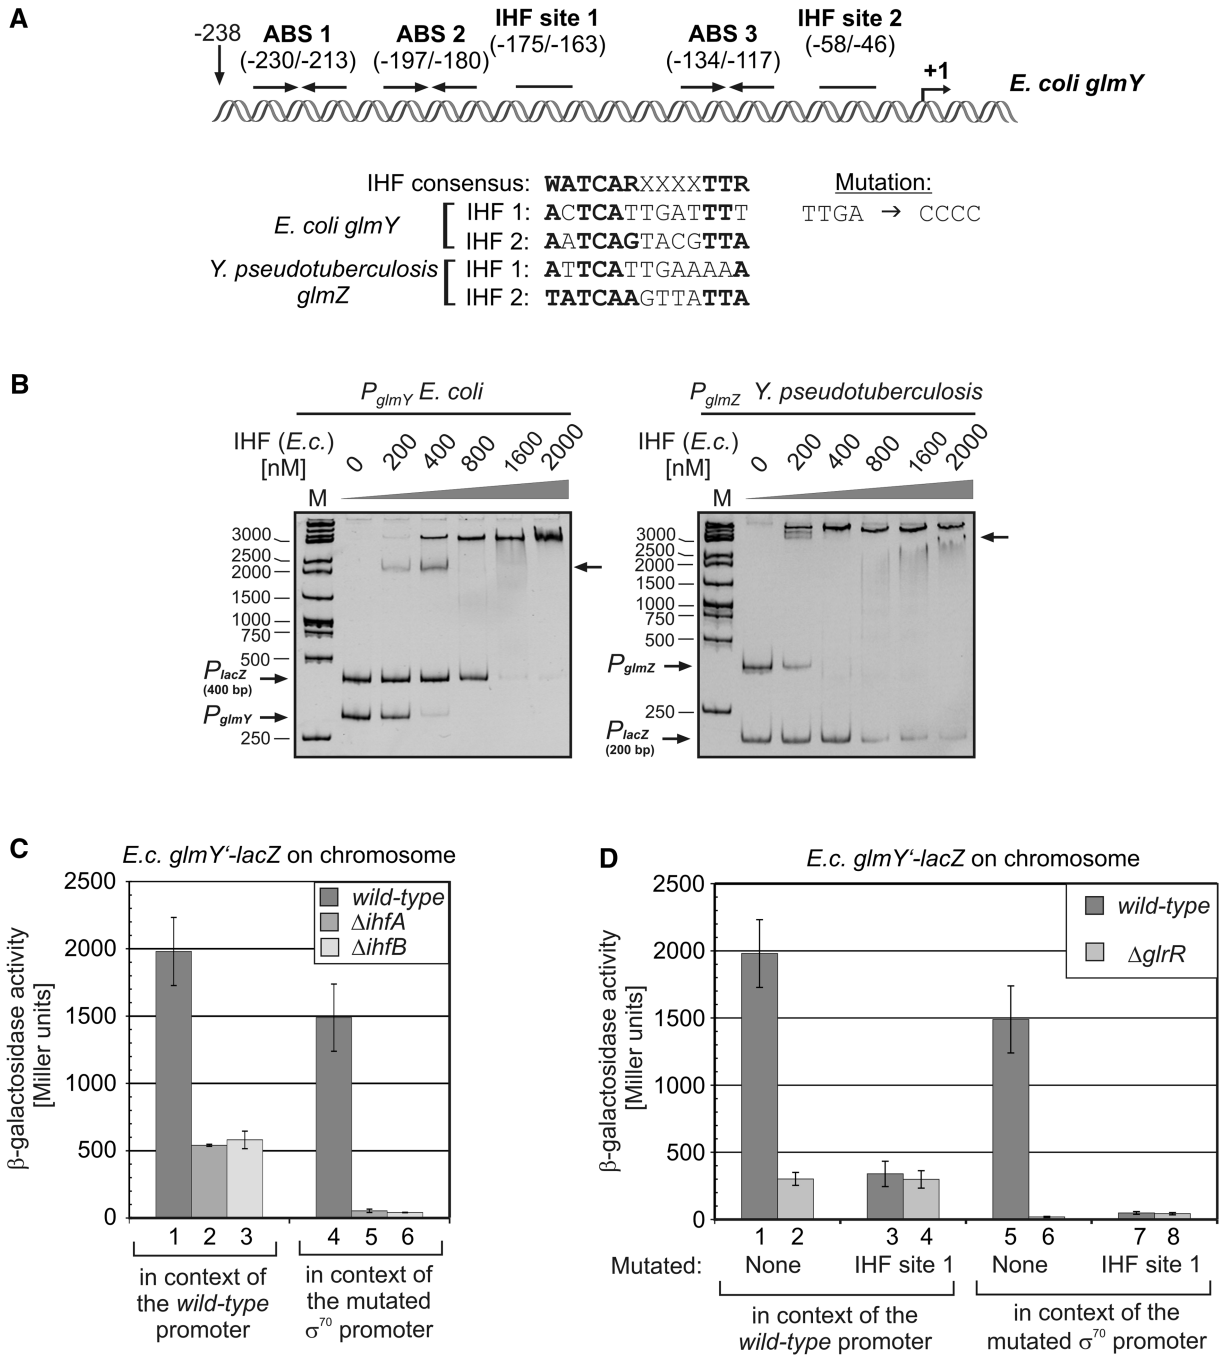 A
-238
ABS 1
(-230/-213)
ABS 2
(-197/-180)
IHF site 1
(-175/-163)
ABS 3
(-134/-117)
IHF site 2
(-58/-46)
+1
E. coli glmY
IHF consensus: WATCARXXXXTTR
Mutation:
E. coli glmY
IHF 1: ACTCATTGATTTT
TTGA → CCCC
IHF 2: AATCAGTACGTTA
Y. pseudotuberculosis glmZ
IHF 1: ATTCATTGAAAAA
IHF 2: TATCAAGTTATTA
B
PglmY E. coli
IHF (E.c.) [nM]
0 200 400 800 1600 2000
M
3000
2500
2000
1500
1000
750
500
PlacZ
(400 bp)
PglmY
250
PglmZ Y. pseudotuberculosis
IHF (E.c.) [nM]
0 200 400 800 1600 2000
M
3000
2500
2000
1500
1000
750
500
PglmZ
250
PlacZ
(200 bp)
C
E.c. glmY‘-lacZ on chromosome
β-galactosidase activity
[Miller units]
2500
2000
1500
1000
500
0
wild-type
ΔihfA
ΔihfB
1 2 3 4 5 6
in context of
the wild-type
promoter
in context of
the mutated
σ70 promoter
D
E.c. glmY‘-lacZ on chromosome
β-galactosidase activity
[Miller units]
2500
2000
1500
1000
500
0
wild-type
ΔglrR
1 2 3 4 5 6 7 8
Mutated: None IHF site 1 None IHF site 1
in context of the
wild-type promoter
in context of the
mutated σ70 promoter